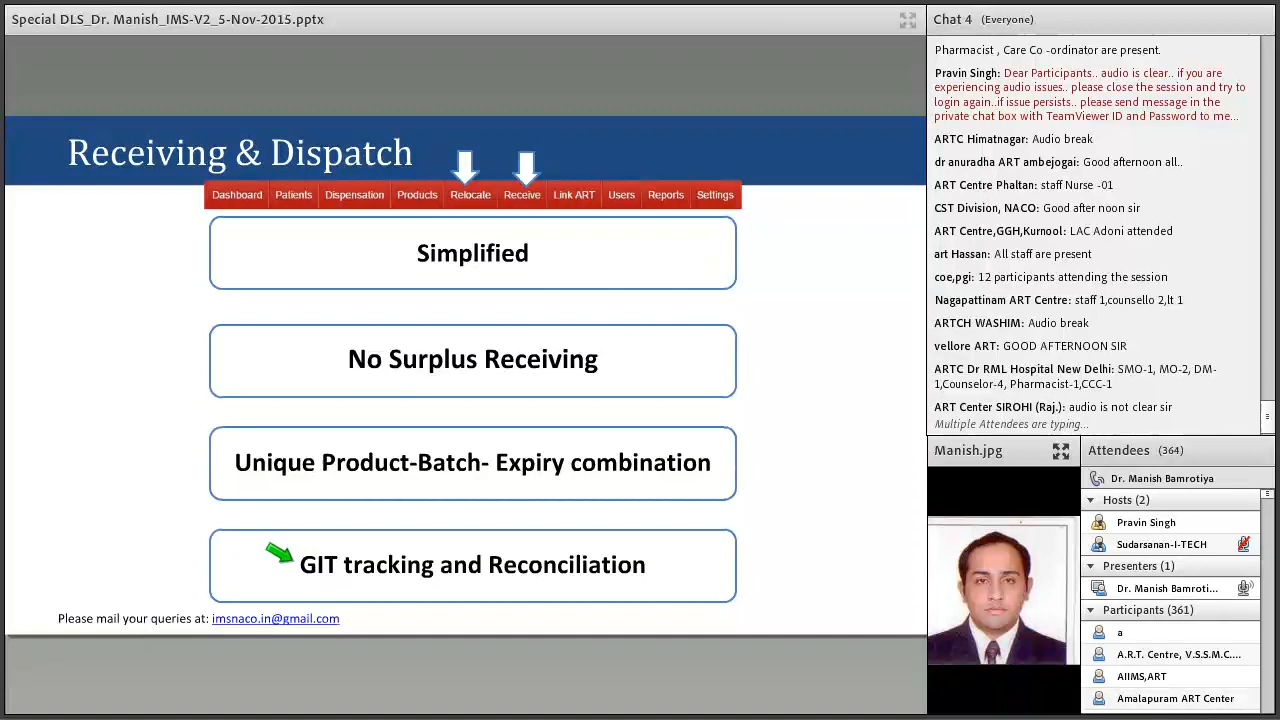 Special DLS_Dr. Manish_IMS-V2_5-Nov-2015.pptx
Receiving & Dispatch
Dashboard Patients Dispensation Products Relocate Receive Link ART Users Reports Settings
Simplified
No Surplus Receiving
Unique Product-Batch- Expiry combination
GIT tracking and Reconciliation
Please mail your queries at: imsnaco.in@gmail.com
Chat 4 (Everyone)
Pharmacist , Care Co -ordinator are present.
Pravin Singh: Dear Participants.. audio is clear.. if you are
experiencing audio issues.. please close the session and try to
login again..if issue persists.. please send message in the
private chat box with TeamViewer ID and Password to me...
ARTC Himatnagar: Audio break
dr anuradha ART ambejogai: Good afternoon all..
ART Centre Phaltan: staff Nurse -01
CST Division, NACO: Good after noon sir
ART Centre,GGH,Kurnool: LAC Adoni attended
art Hassan: All staff are present
coe,pgi: 12 participants attending the session
Nagapattinam ART Centre: staff 1,counsello 2,lt 1
ARTCH WASHIM: Audio break
vellore ART: GOOD AFTERNOON SIR
ARTC Dr RML Hospital New Delhi: SMO-1, MO-2, DM-
1,Counselor-4, Pharmacist-1,CCC-1
ART Center SIROHI (Raj.): audio is not clear sir
Multiple Attendees are typing...
Manish.jpg
Attendees (364)
Dr. Manish Bamrotiya
Hosts (2)
Pravin Singh
Sudarsanan-I-TECH
Presenters (1)
Dr. Manish Bamroti...
Participants (361)
a
A.R.T. Centre, V.S.S.M.C....
AIIMS,ART
Amalapuram ART Center